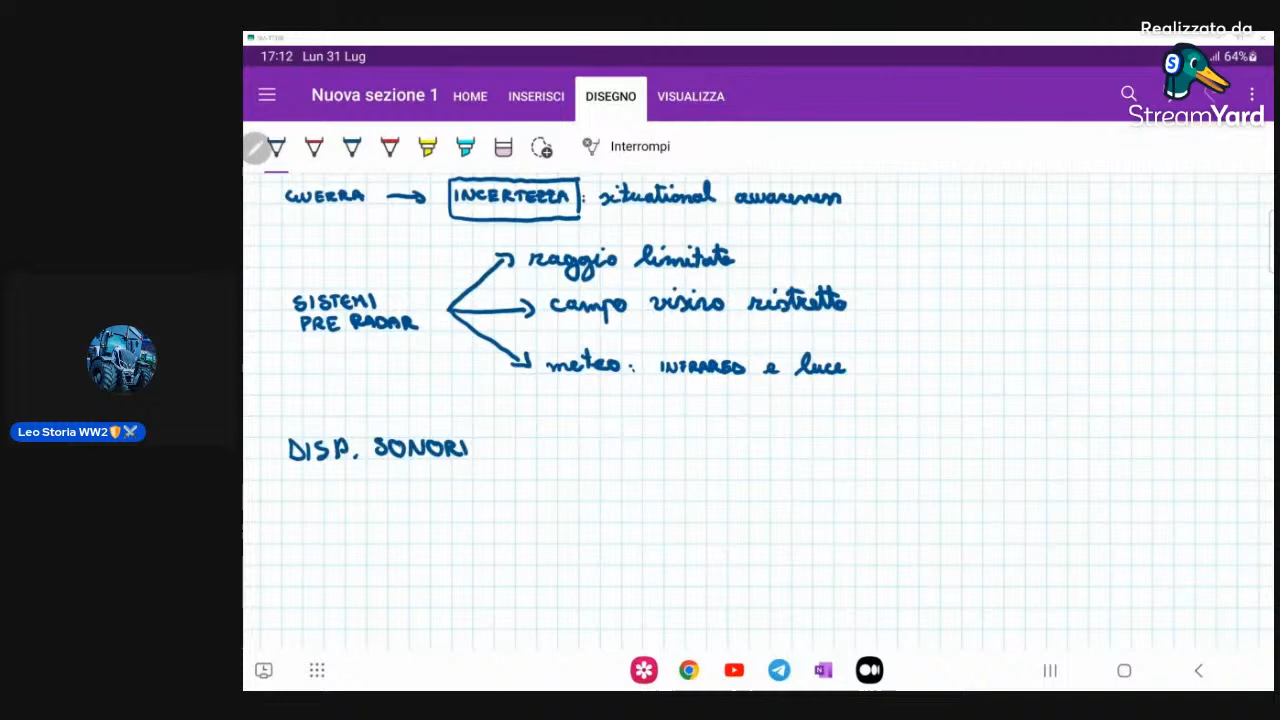 Realizzato da
StreamYard
17:12 Lun 31 Lug
64%
Nuova sezione 1 HOME INSERISCI DISEGNO VISUALIZZA
Interrompi
GUERRA → INCERTEZZA : situational awareness
raggio limitato
SISTEMI
PRE RADAR
campo visivo ristretto
meteo: INFRARED e luce
DISP. SONORI
Leo Storia WW2🛡️⚔️